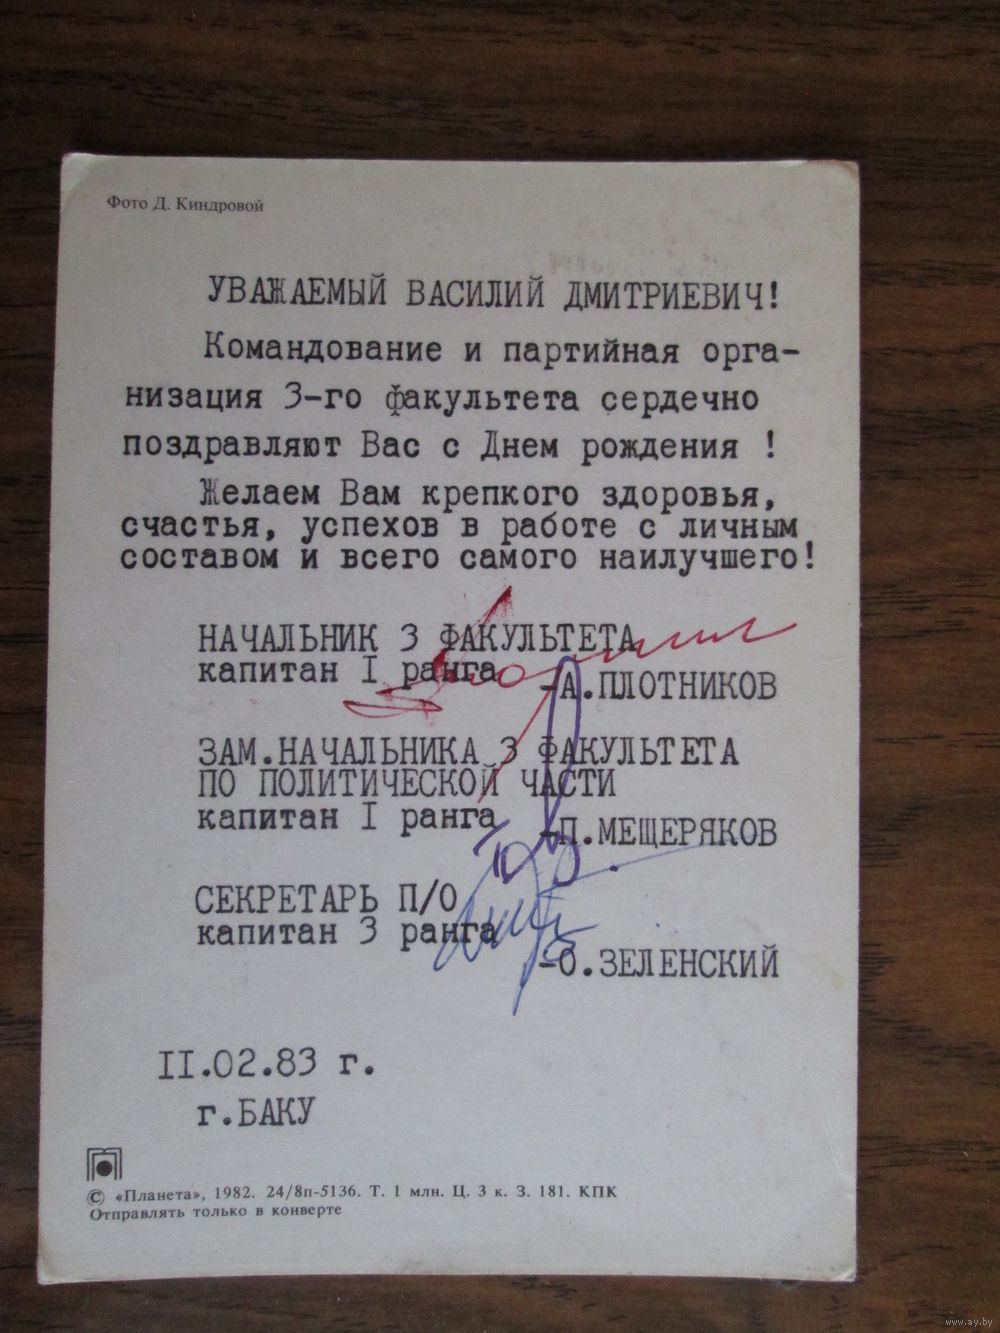 Фото Д. Киндровой
УВАЖАЕМЫЙ ВАСИЛИЙ ДМИТРИЕВИЧ!
Командование и партийная орга-
низация 3-го факультета сердечно
поздравляют Вас с Днем рождения !
Желаем Вам крепкого здоровья,
счастья, успехов в работе с личным
составом и всего самого наилучшего!
НАЧАЛЬНИК 3 ФАКУЛЬТЕТА
капитан I ранга
-А.ПЛОТНИКОВ
ЗАМ.НАЧАЛЬНИКА 3 ФАКУЛЬТЕТА
ПО ПОЛИТИЧЕСКОЙ ЧАСТИ
капитан I ранга
-П.МЕЩЕРЯКОВ
СЕКРЕТАРЬ П/О
капитан 3 ранга
-О.ЗЕЛЕНСКИЙ
II.02.83 г.
г.БАКУ
© «Планета», 1982. 24/8п-5136. Т. 1 млн. Ц. 3 к. З. 181. КПК
Отправлять только в конверте
www.ay.by